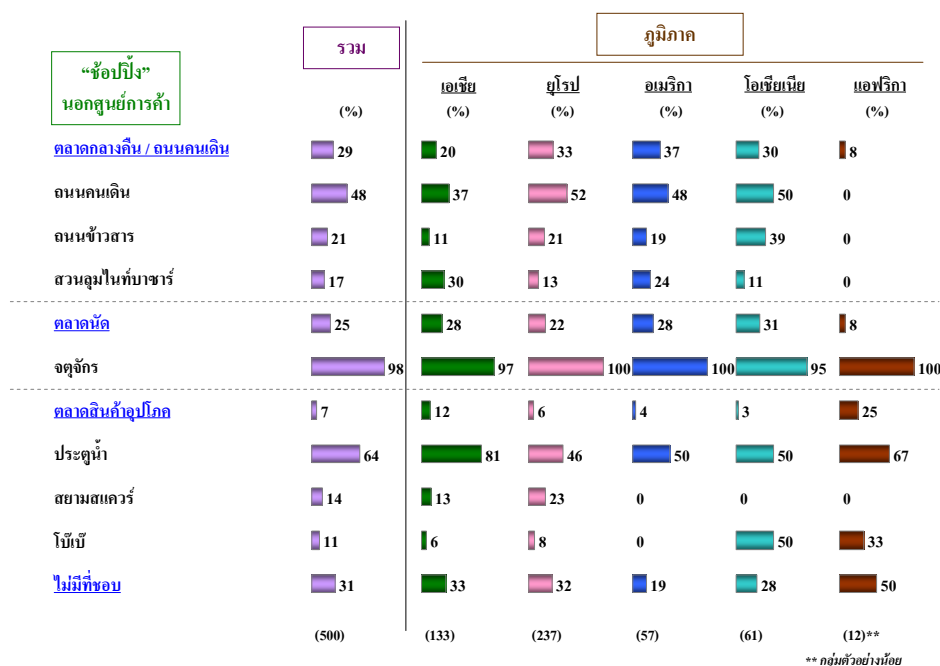 รวม
ภูมิภาค
“ช้อปปิ้ง”
นอกศูนย์การค้า
เอเชีย ยุโรป อเมริกา โอเชียเนีย แอฟริกา
(%) (%) (%) (%) (%) (%)
ตลาดกลางคืน / ถนนคนเดิน 29 20 33 37 30 8
ถนนคนเดิน 48 37 52 48 50 0
ถนนข้าวสาร 21 11 21 19 39 0
สวนลุมไนท์บาซาร์ 17 30 13 24 11 0
ตลาดนัด 25 28 22 28 31 8
จตุจักร 98 97 100 100 95 100
ตลาดสินค้าอุปโภค 7 12 6 4 3 25
ประตูน้ำ 64 81 46 50 50 67
สยามสแควร์ 14 13 23 0 0 0
โบ๊เบ๊ 11 6 8 0 50 33
ไม่มีที่ชอบ 31 33 32 19 28 50
(500) (133) (237) (57) (61) (12)**
** กลุ่มตัวอย่างน้อย